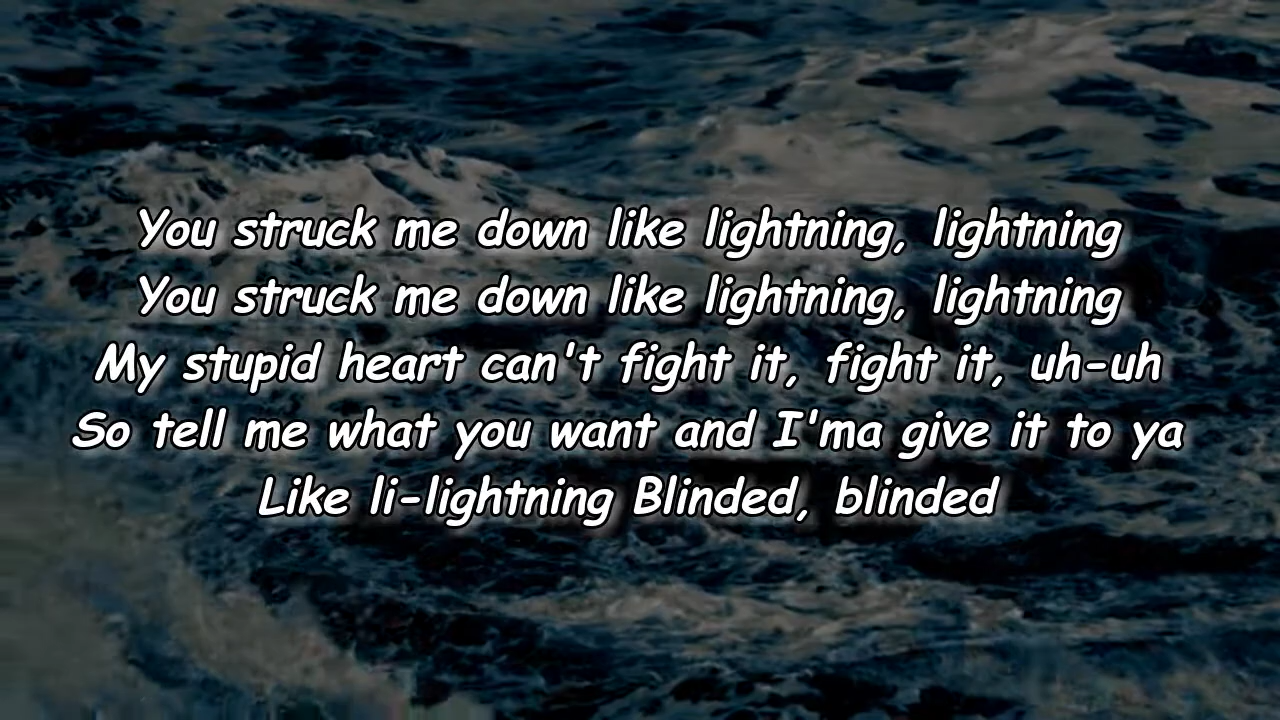 You struck me down like lightning, lightning
You struck me down like lightning, lightning
My stupid heart can't fight it, fight it, uh-uh
So tell me what you want and I'ma give it to ya
Like li-lightning Blinded, blinded